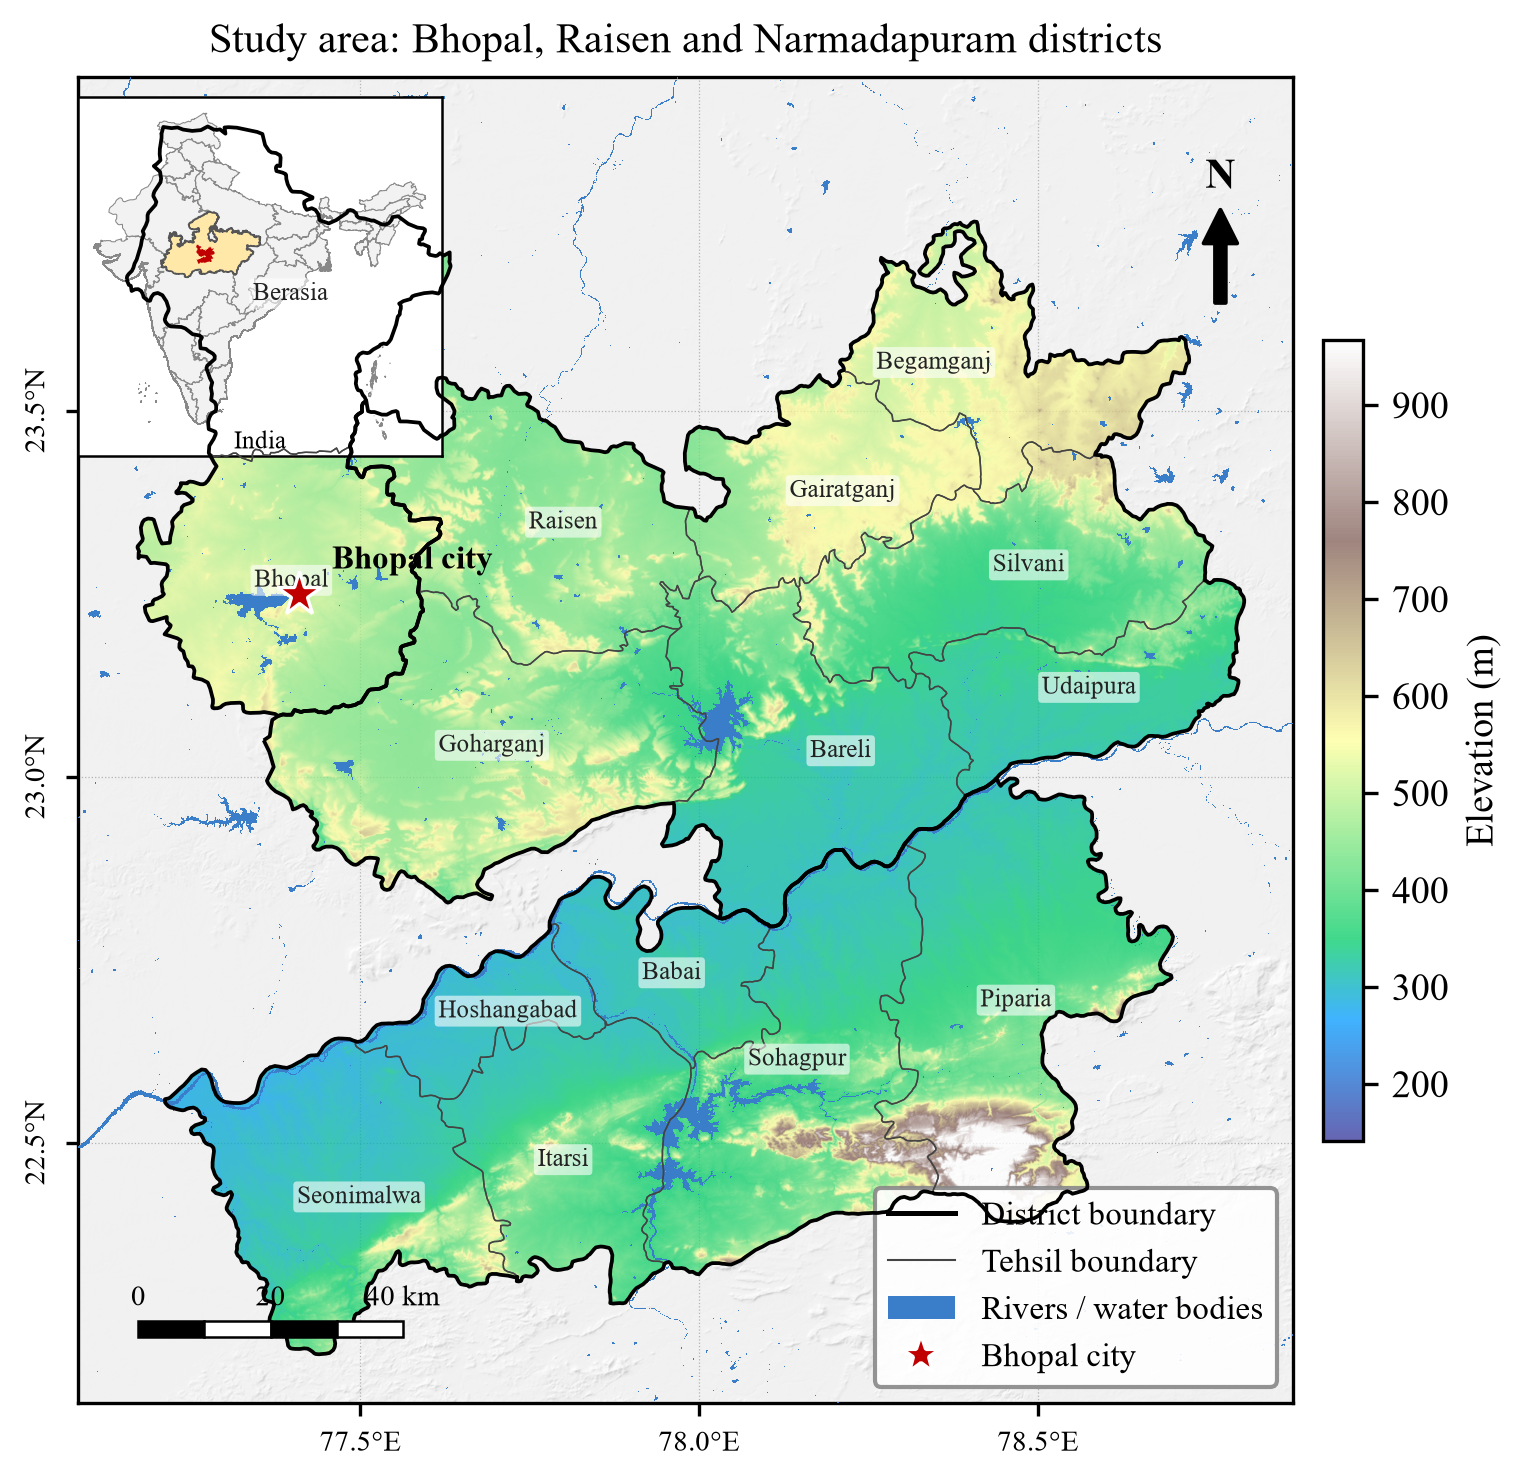 Study area: Bhopal, Raisen and Narmadapuram districts
N
Berasia
India
Begamganj
Gairatganj
Raisen
Silvani
Bhopal city
Bhopal
Udaipura
Goharganj
Bareli
Babai
Hoshangabad
Piparia
Sohagpur
Itarsi
Seonimalwa
0 20 40 km
District boundary
Tehsil boundary
Rivers / water bodies
Bhopal city
23.5°N
23.0°N
22.5°N
77.5°E 78.0°E 78.5°E
900
800
700
600
500
400
300
200
Elevation (m)